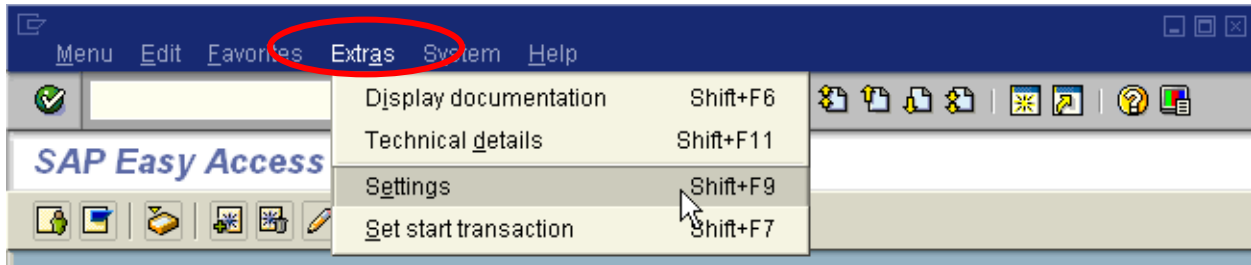 Menu Edit Favorites Extras System Help
Display documentation Shift+F6
Technical details Shift+F11
SAP Easy Access
Settings Shift+F9
Set start transaction Shift+F7